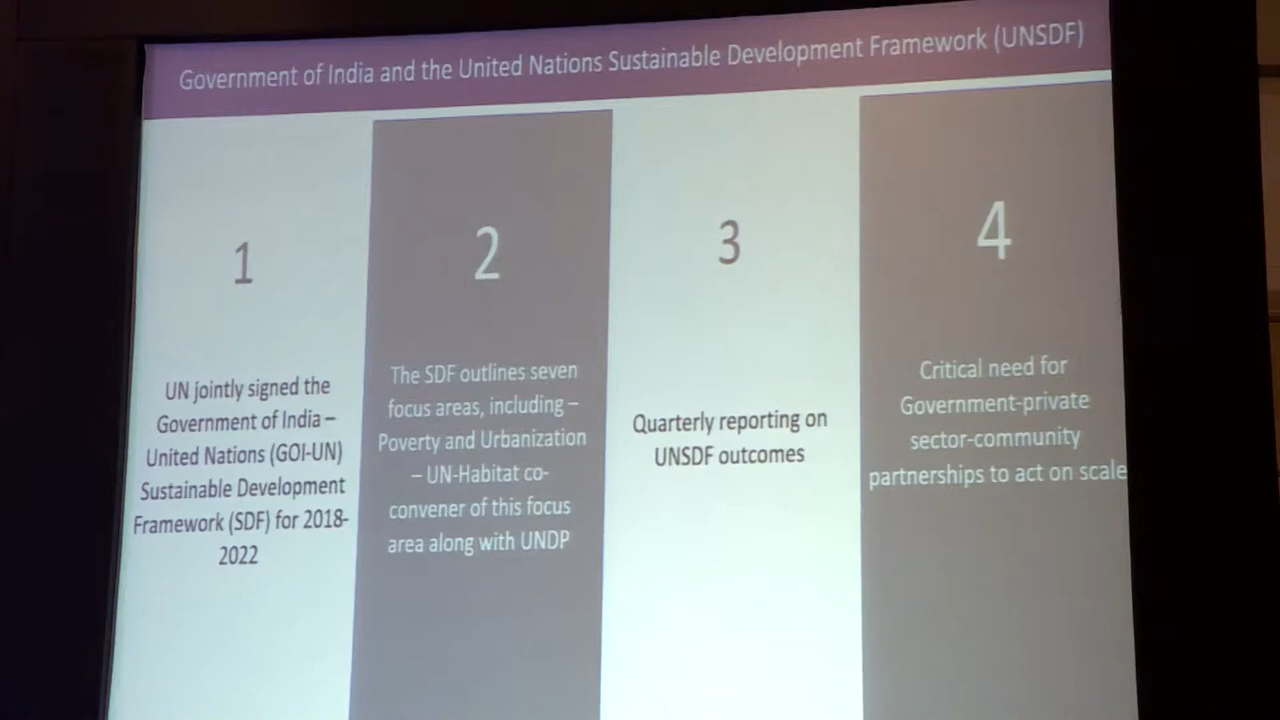 Government of India and the United Nations Sustainable Development Framework (UNSDF)
1
UN jointly signed the
Government of India –
United Nations (GOI-UN)
Sustainable Development
Framework (SDF) for 2018-
2022
2
The SDF outlines seven
focus areas, including –
Poverty and Urbanization
– UN-Habitat co-
convener of this focus
area along with UNDP
3
Quarterly reporting on
UNSDF outcomes
4
Critical need for
Government-private
sector-community
partnerships to act on scale